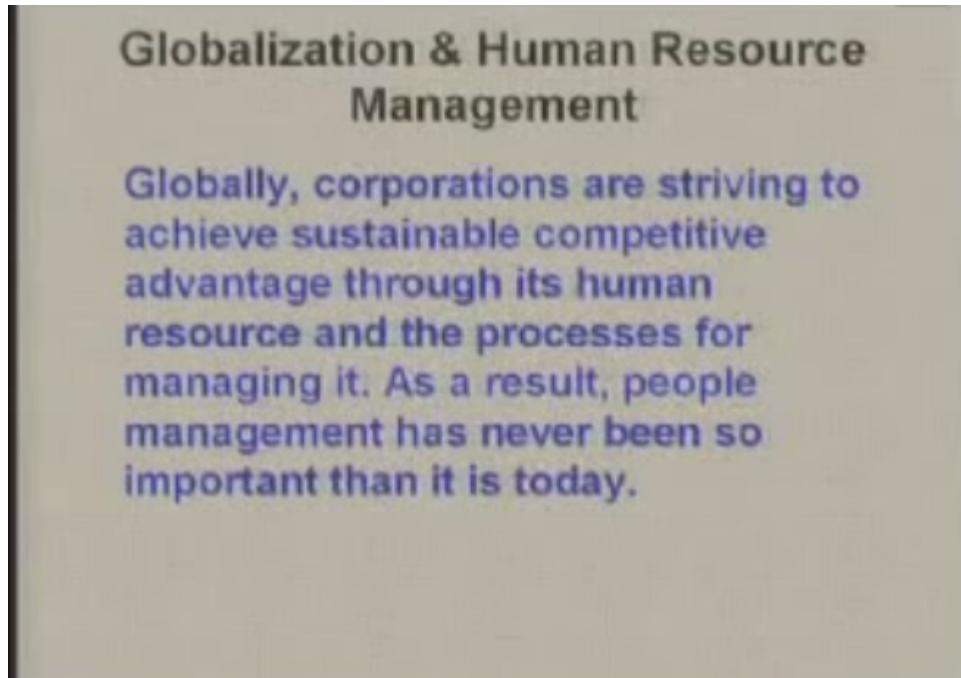 Globalization & Human Resource
Management
Globally, corporations are striving to
achieve sustainable competitive
advantage through its human
resource and the processes for
managing it. As a result, people
management has never been so
important than it is today.